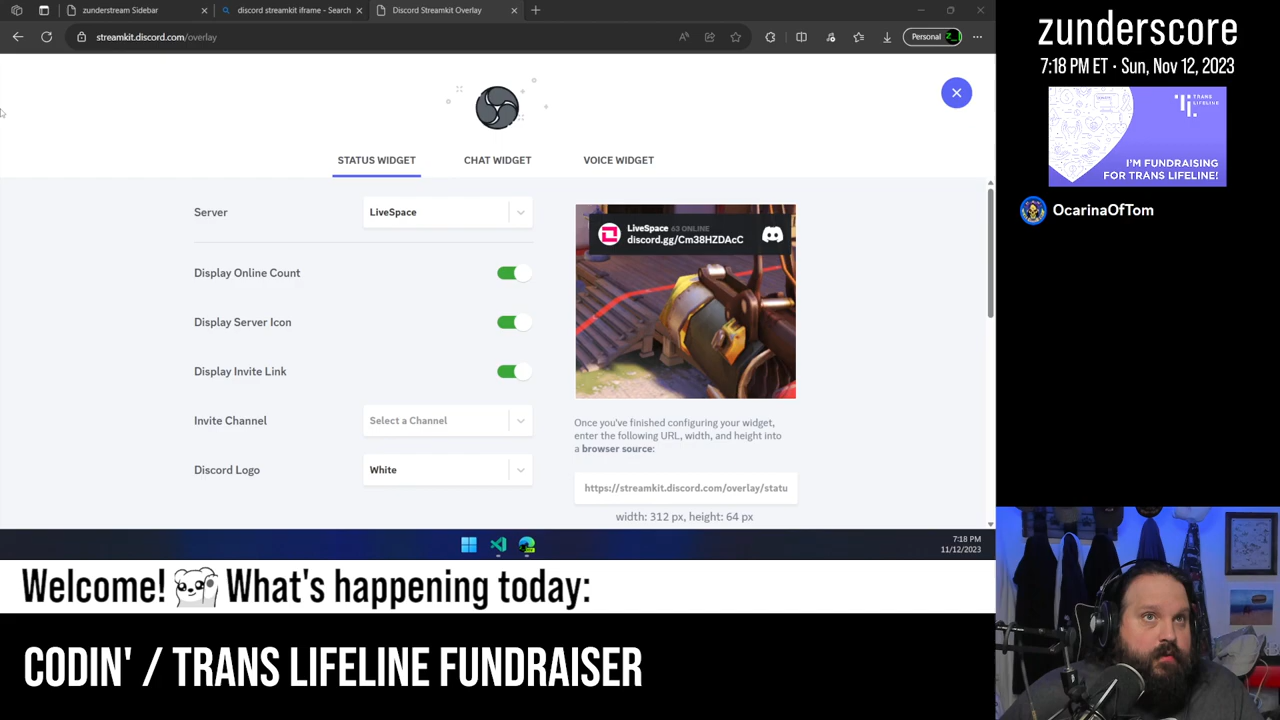 zunderstream Sidebar
discord streamkit iframe - Search
Discord Streamkit Overlay
streamkit.discord.com/overlay
Personal
STATUS WIDGET
CHAT WIDGET
VOICE WIDGET
Server
LiveSpace
Display Online Count
Display Server Icon
Display Invite Link
Invite Channel
Select a Channel
Discord Logo
White
LiveSpace 63 ONLINE
discord.gg/Cm38HZDAcC
Once you've finished configuring your widget,
enter the following URL, width, and height into
a browser source:
https://streamkit.discord.com/overlay/statu
width: 312 px, height: 64 px
7:18 PM
11/12/2023
Welcome! What's happening today:
CODIN' / TRANS LIFELINE FUNDRAISER
zunderscore
7:18 PM ET · Sun, Nov 12, 2023
TRANS
LIFELINE
I'M FUNDRAISING
FOR TRANS LIFELINE!
OcarinaOfTom